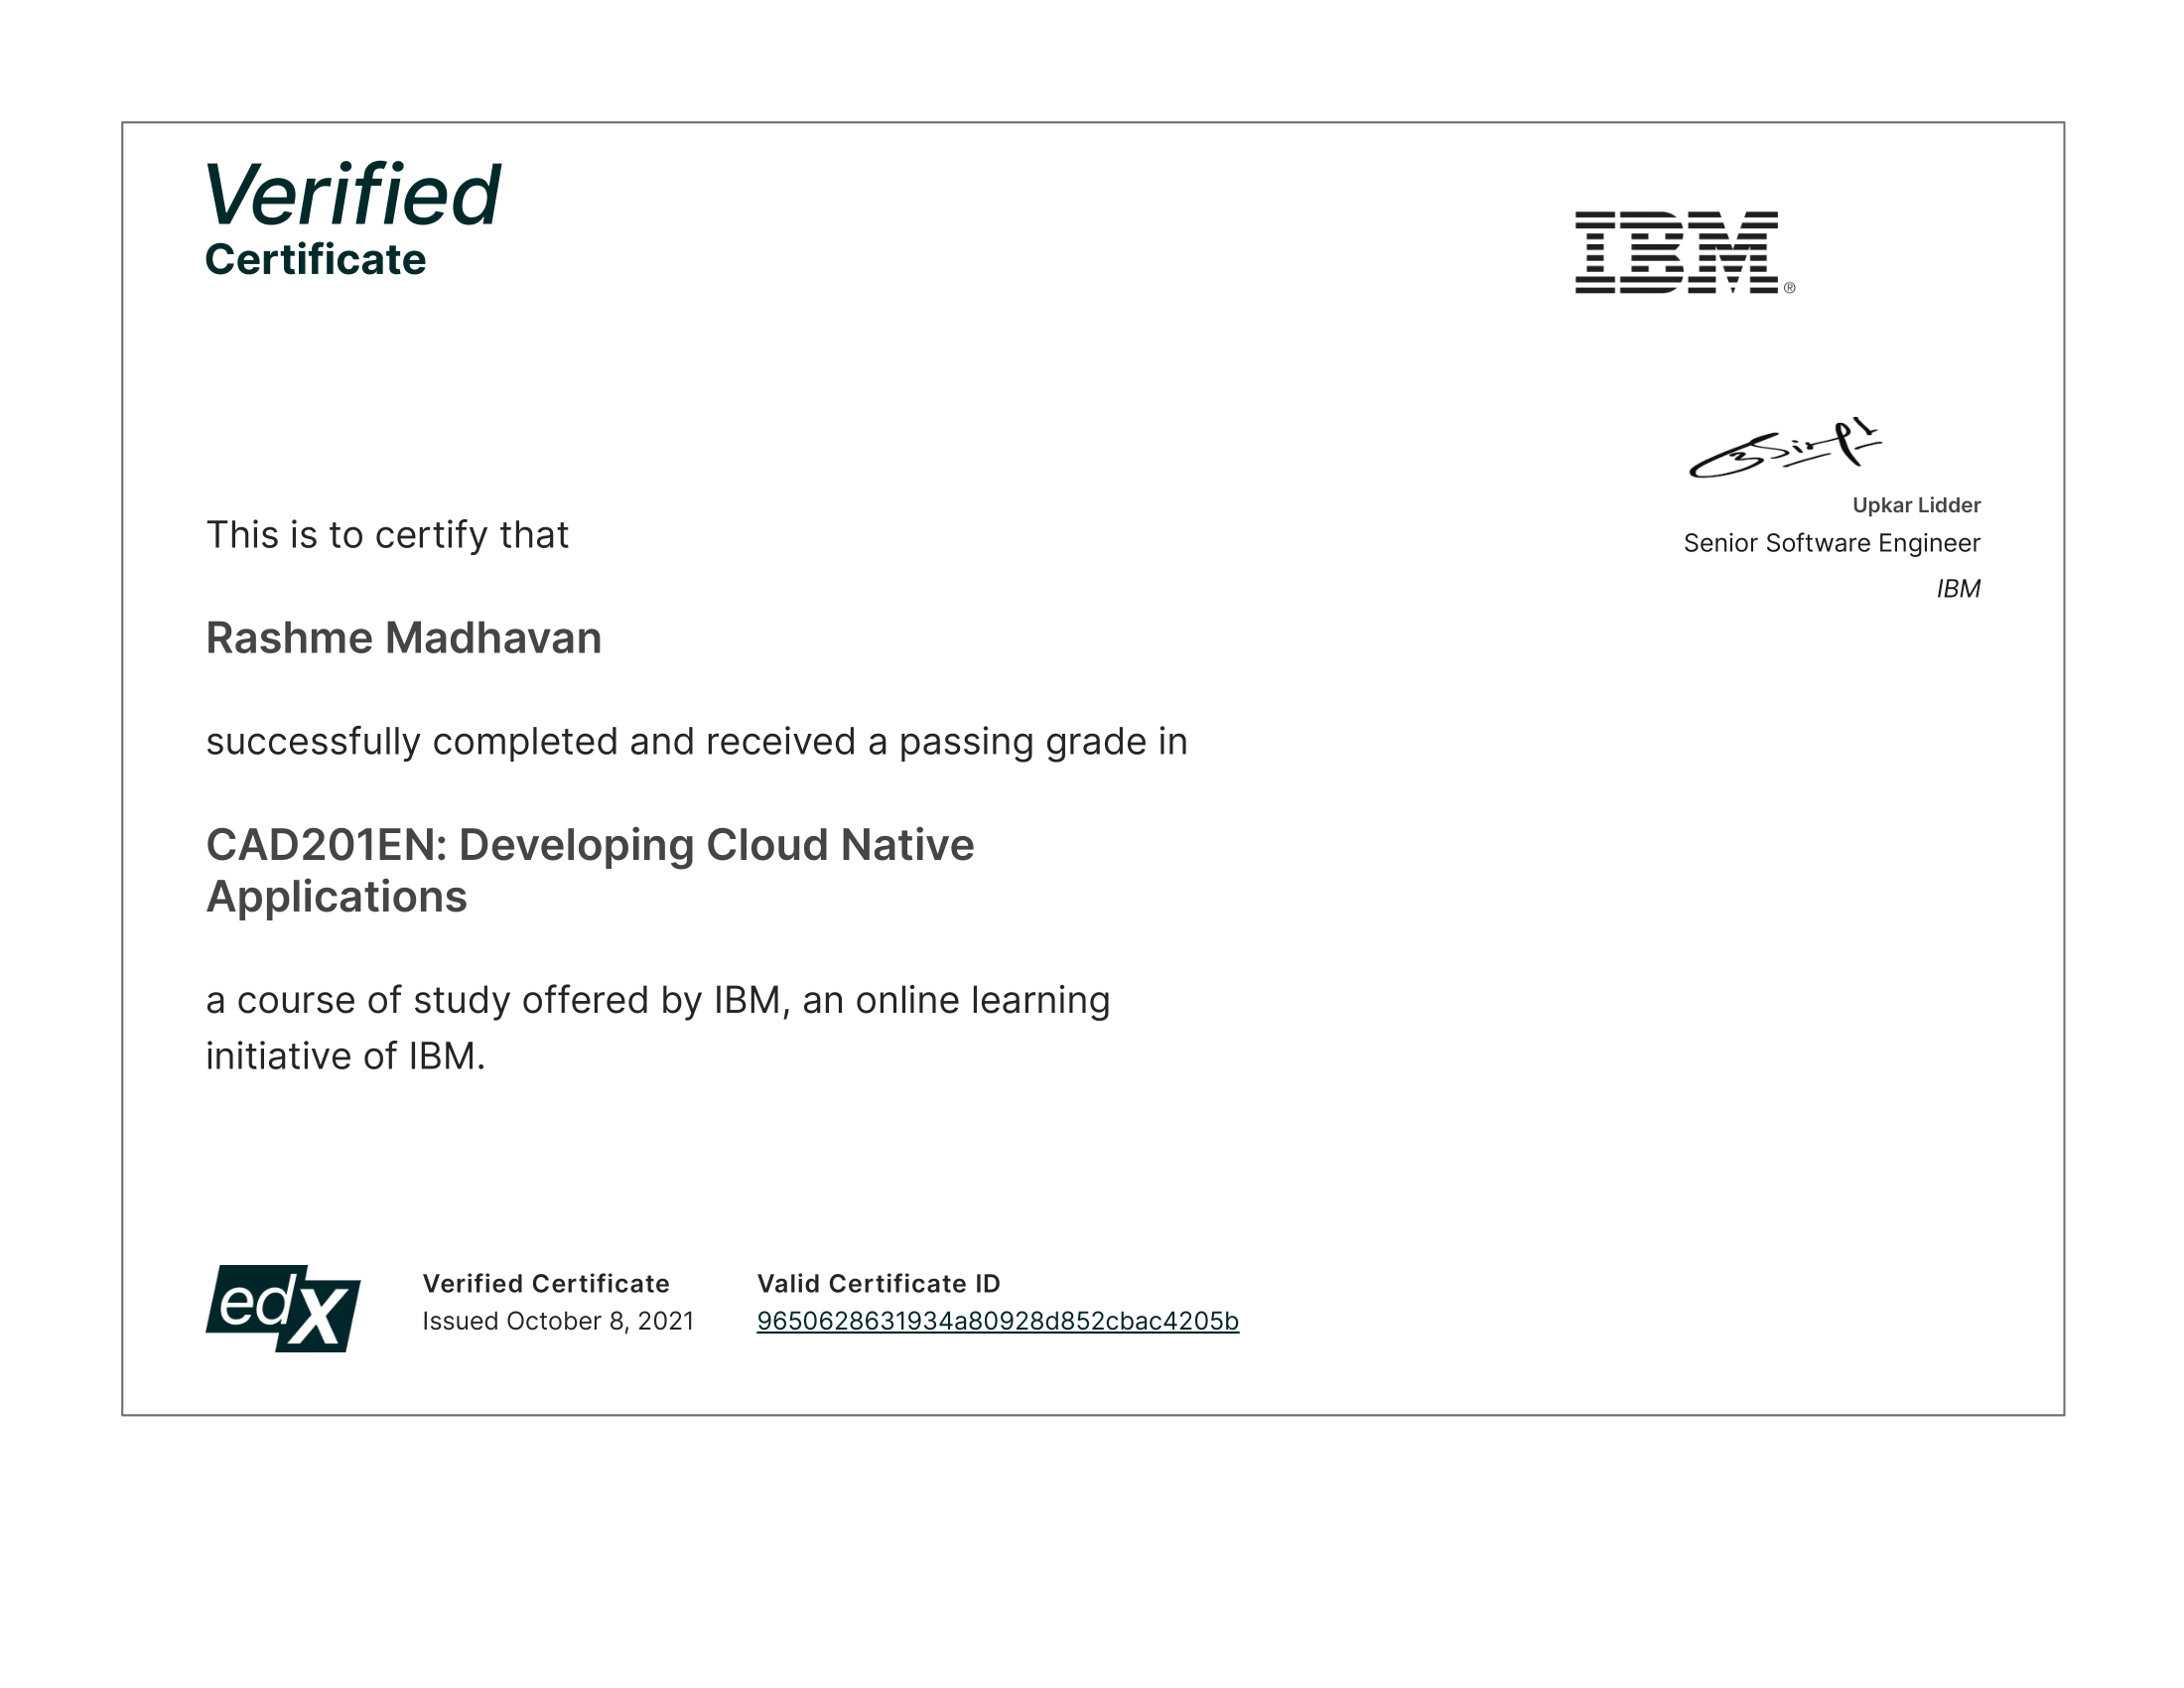 Verified
Certificate
IBM®
Upkar Lidder
Senior Software Engineer
IBM
This is to certify that
Rashme Madhavan
successfully completed and received a passing grade in
CAD201EN: Developing Cloud Native
Applications
a course of study offered by IBM, an online learning
initiative of IBM.
edX
Verified Certificate
Issued October 8, 2021
Valid Certificate ID
9650628631934a80928d852cbac4205b